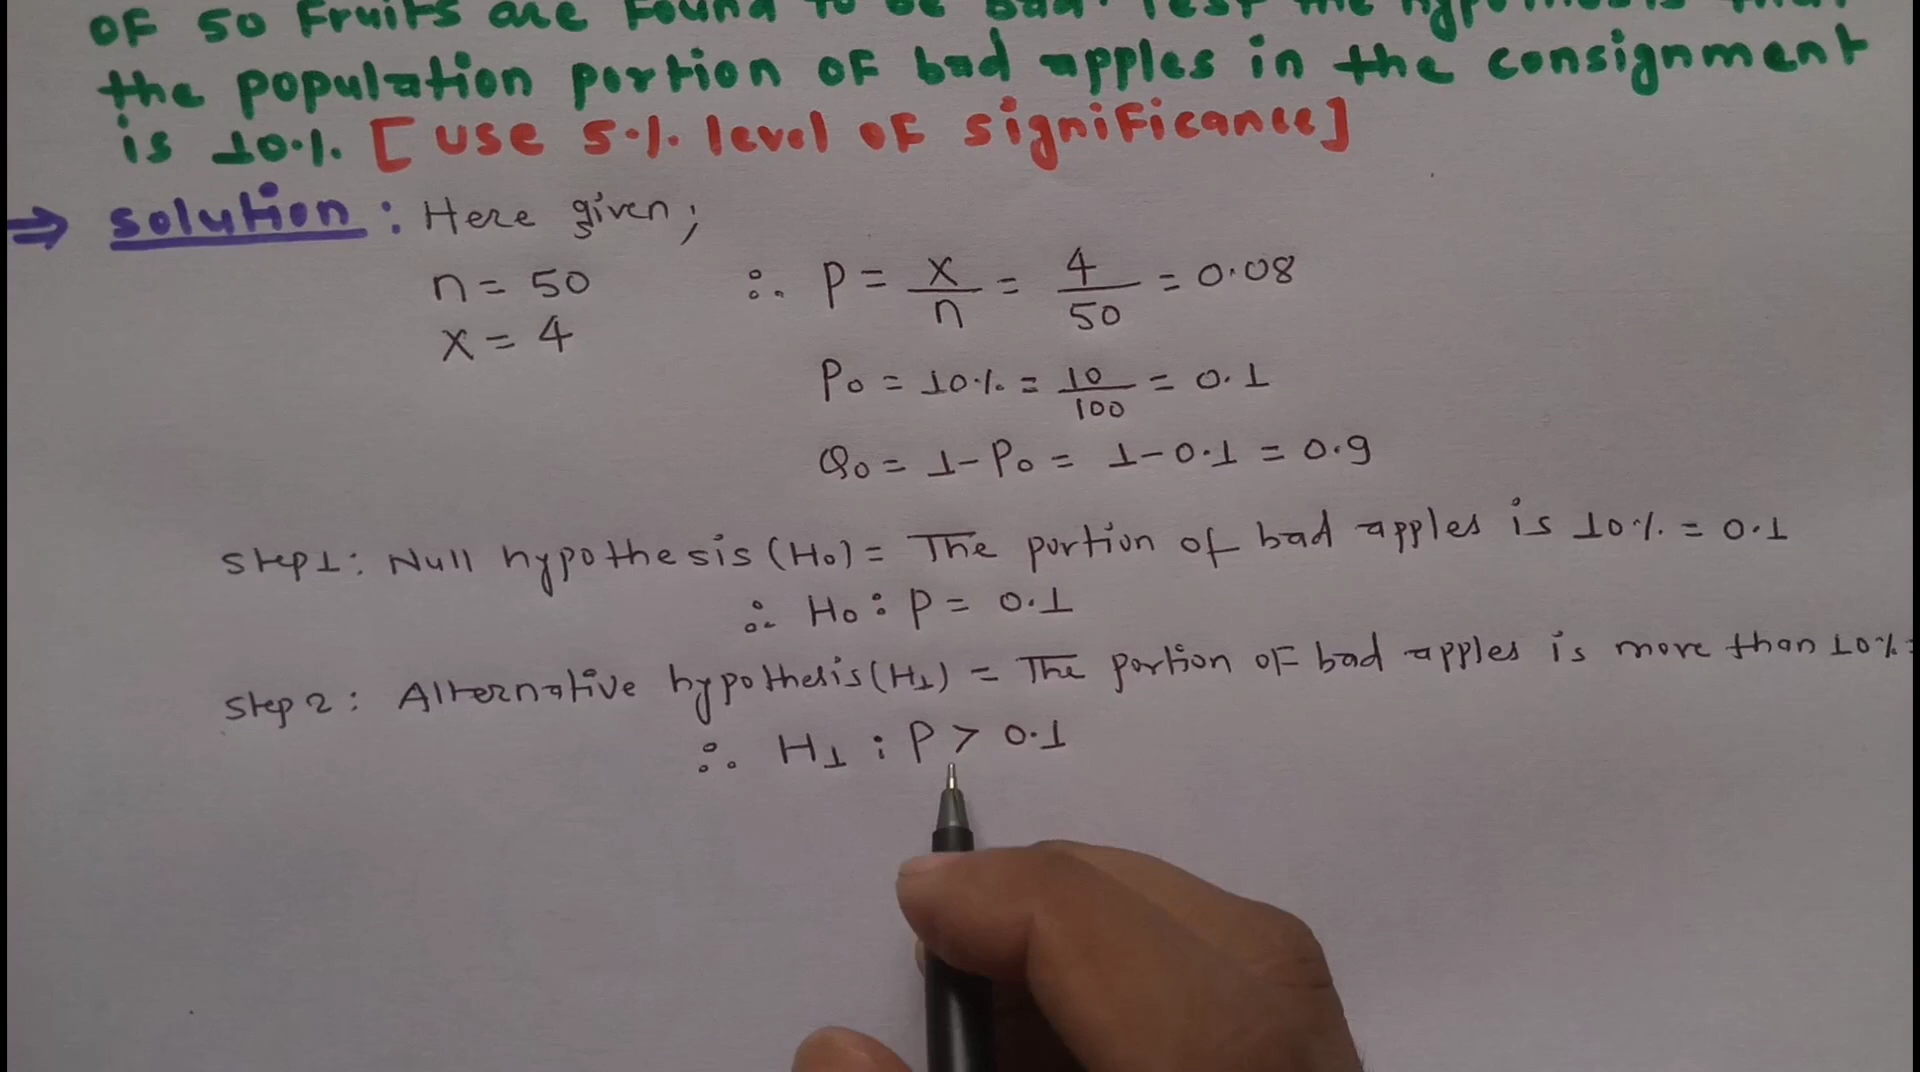 OF 50 Fruits are Found to be bad. Test the hypothesis that
the population portion OF bad apples in the consignment
is 10%. [USE 5% level OF significance]
⇒ solution: Here given;
n = 50
x = 4
∴ P = x/n = 4/50 = 0.08
P0 = 10% = 10/100 = 0.1
Q0 = 1-P0 = 1-0.1 = 0.9
Step1: Null hypothesis (H0) = The portion of bad apples is 10% = 0.1
∴ H0 : P = 0.1
Step 2: Alternative hypothesis (H1) = The portion OF bad apples is more than 10% =
∴ H1 : P > 0.1